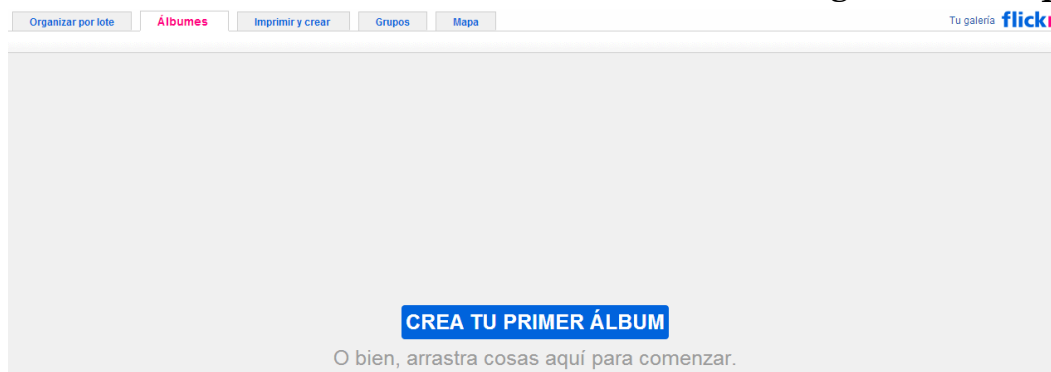 Organizar por lote Álbumes Imprimir y crear Grupos Mapa Tu galería flickr
CREA TU PRIMER ÁLBUM
O bien, arrastra cosas aquí para comenzar.